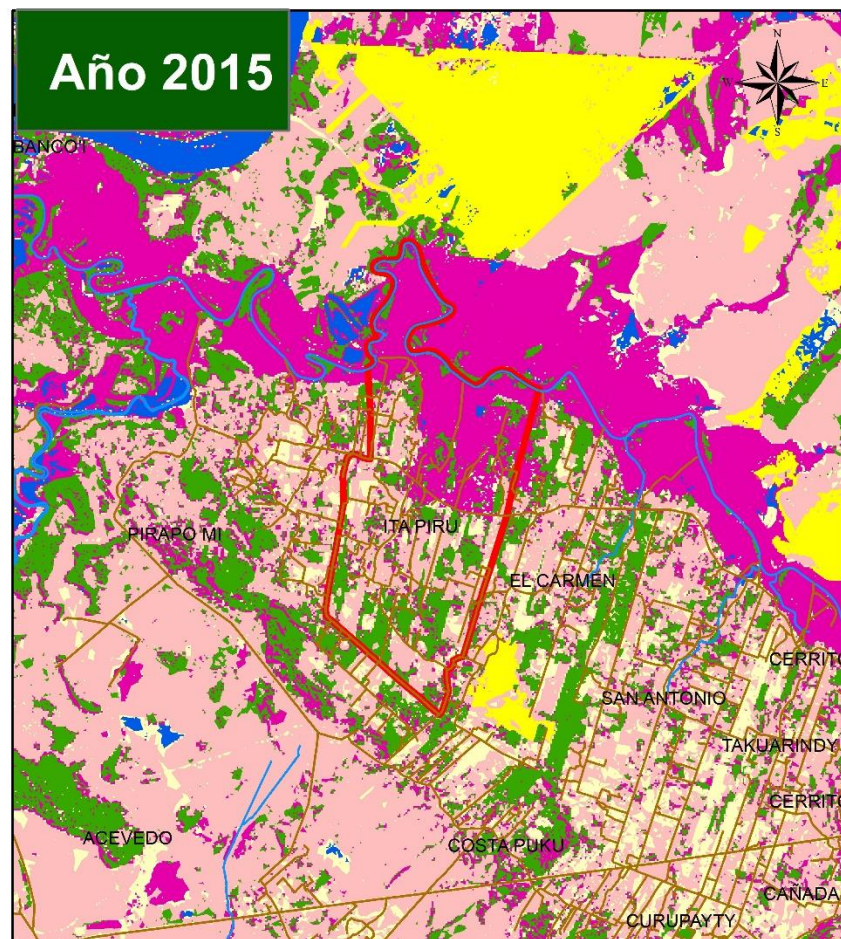 Año 2015
N
W
E
S
BANCO'I
PIRAPO MI
ITA PIRU
EL CARMEN
CERRITO
SAN ANTONIO
TAKUARINDY
CERRITO
ACEVEDO
COSTA PUKU
CAÑADA
CURUPAYTY